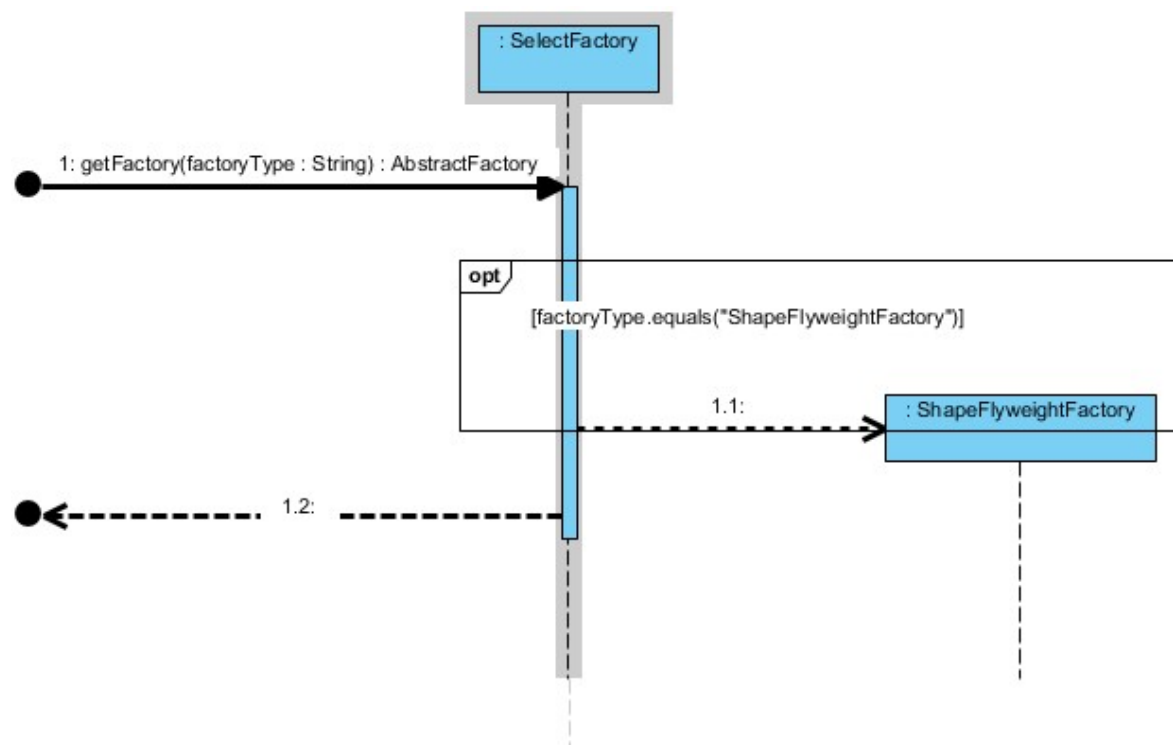 : SelectFactory
1: getFactory(factoryType : String) : AbstractFactory
opt
[factoryType.equals("ShapeFlyweightFactory")]
1.1:
: ShapeFlyweightFactory
1.2: